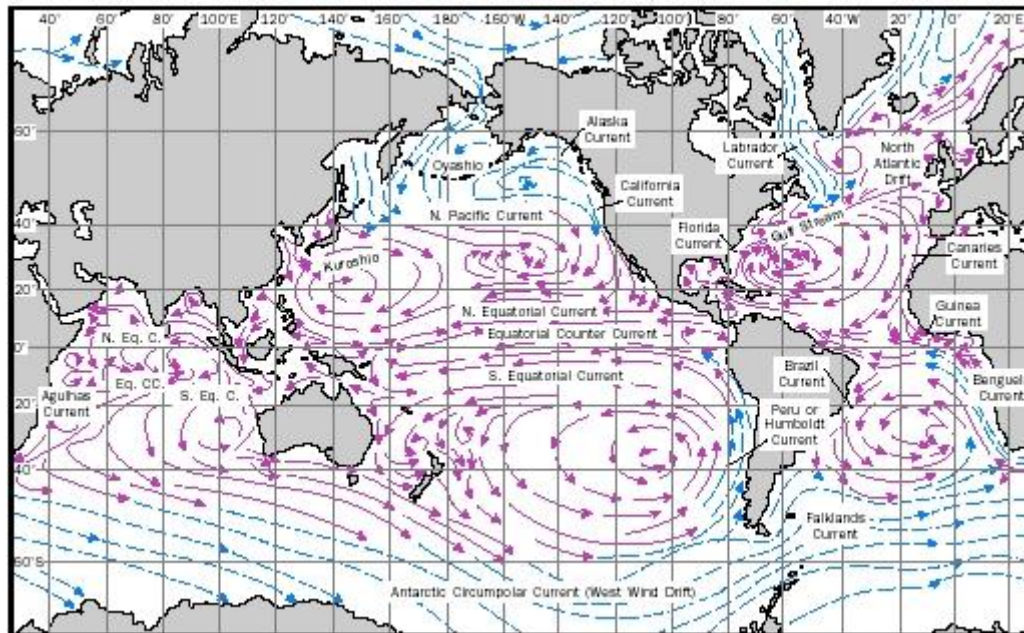 40° 60° 80° 100°E 120° 140° 160° 180° 160°W 140° 120° 100° 80° 60° 40°W 20° 0° 20°E
60°
Alaska
Current
Labrador
Current
North
Atlantic
Drift
Oyashio
California
Current
N. Pacific Current
40°
Florida
Current
Gulf Stream
Canaries
Current
Kuroshio
20°
N. Equatorial Current
Guinea
Current
N. Eq. C.
Equatorial Counter Current
0°
Eq. CC.
S. Equatorial Current
Brazil
Current
Benguel
Current
Agulhas
Current
S. Eq. C.
20°
Peru or
Humboldt
Current
40°
Falklands
Current
60°S
Antarctic Circumpolar Current (West Wind Drift)